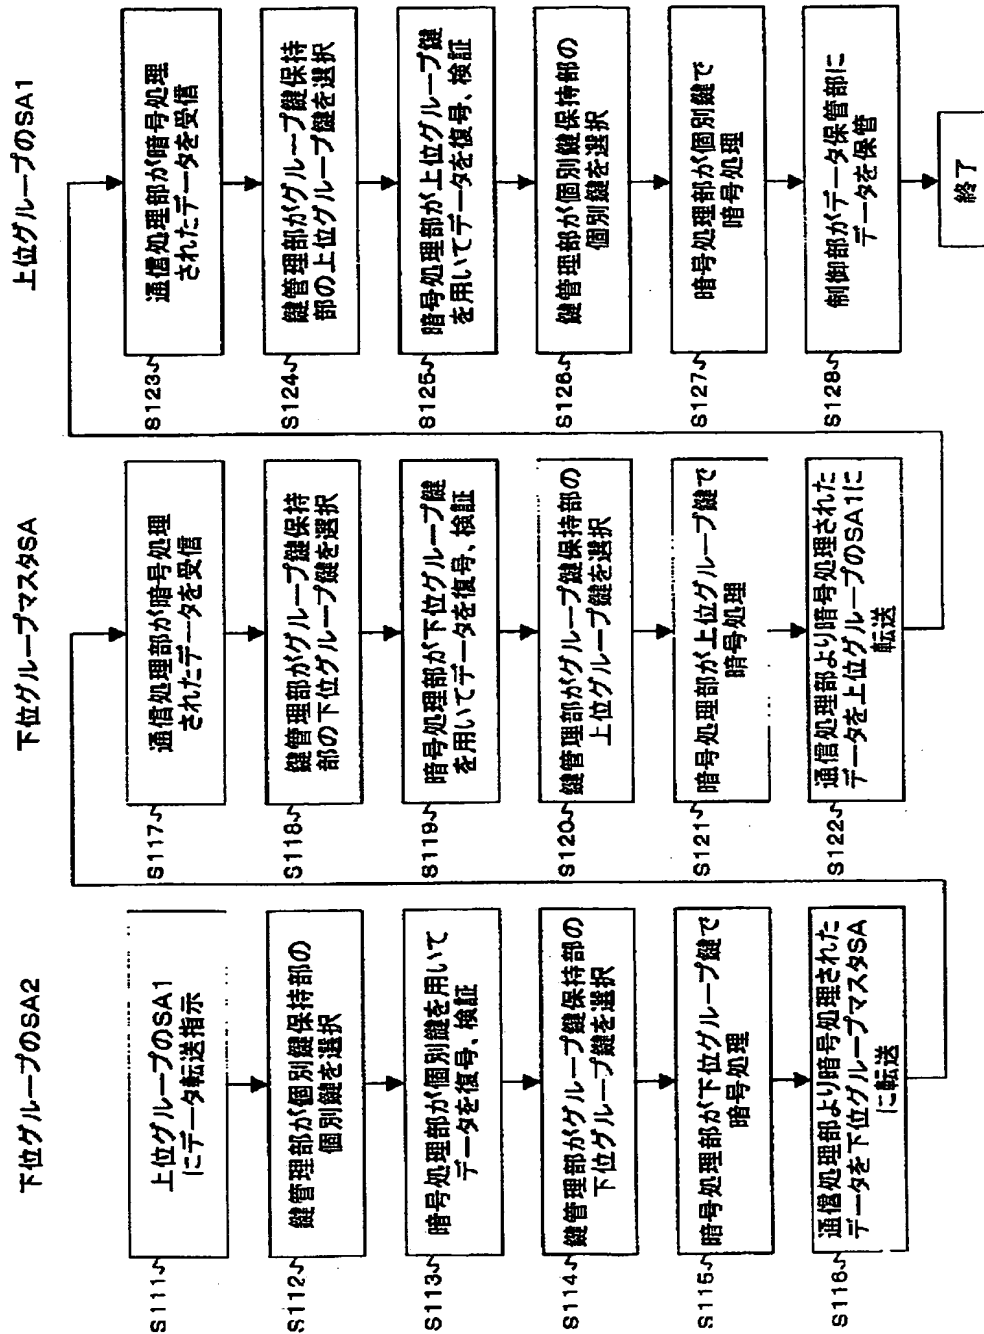 下位グループのSA2
S111
上位グループのSA1
にデータ転送指示
S112
鍵管理部が個別鍵保持部の
個別鍵を選択
S113
暗号処理部が個別鍵を用いて
データを復号、検証
S114
鍵管理部がグループ鍵保持部の
下位グループ鍵を選択
S115
暗号処理部が下位グループ鍵で
暗号処理
S116
通信処理部より暗号処理された
データを下位グループマスタSA
に転送
下位グループマスタSA
S117
通信処理部が暗号処理
されたデータを受信
S118
鍵管理部がグループ鍵保持
部の下位グループ鍵を選択
S119
暗号処理部が下位グループ鍵
を用いてデータを復号、検証
S120
鍵管理部がグループ鍵保持部の
上位グループ鍵を選択
S121
暗号処理部が上位グループ鍵で
暗号処理
S122
通信処理部より暗号処理された
データを上位グループのSA1に
転送
上位グループのSA1
S123
通信処理部が暗号処理
されたデータを受信
S124
鍵管理部がグループ鍵保持
部の上位グループ鍵を選択
S125
暗号処理部が上位グループ鍵
を用いてデータを復号、検証
S126
鍵管理部が個別鍵保持部の
個別鍵を選択
S127
暗号処理部が個別鍵で
暗号処理
S128
制御部がデータ保管部に
データを保管
終了